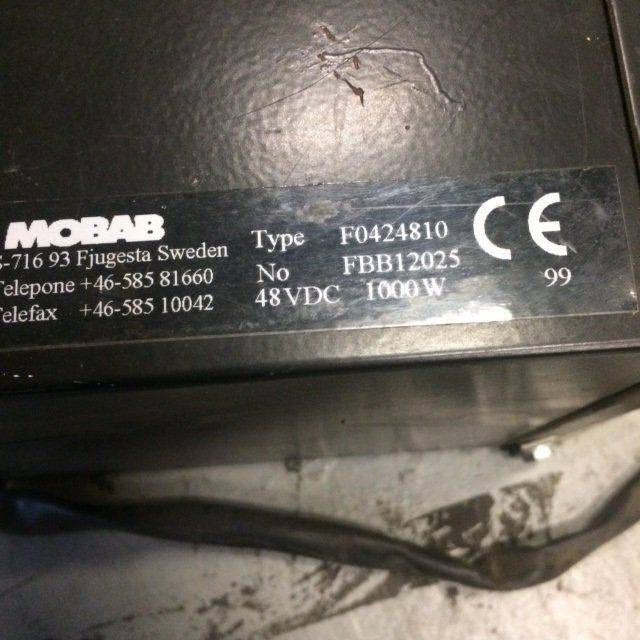 MOBAB
S-716 93 Fjugesta Sweden
Telepone +46-585 81660
Telefax +46-585 10042
Type F0424810
No FBB12025
48VDC 1000W
CE
99